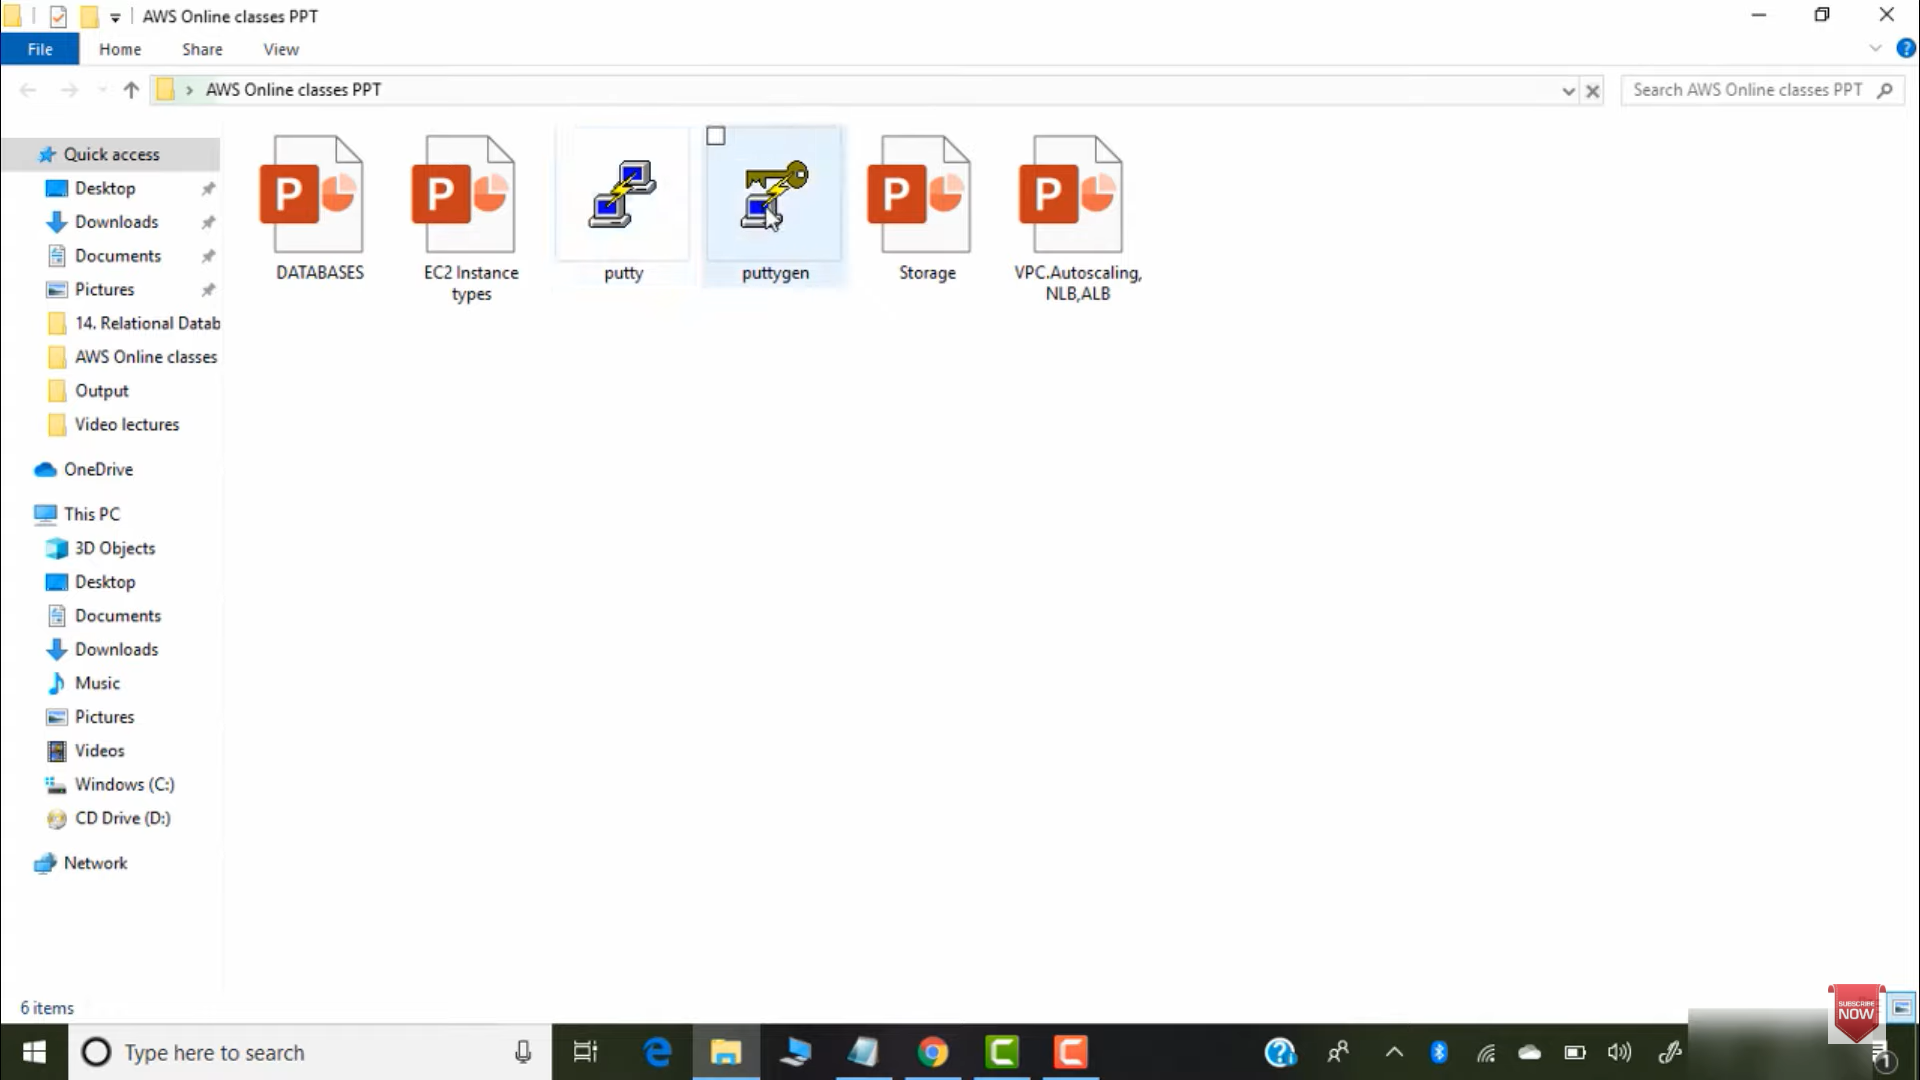 AWS Online classes PPT
File
Home
Share
View
AWS Online classes PPT
Search AWS Online classes PPT
Quick access
Desktop
Downloads
Documents
Pictures
14. Relational Datab
AWS Online classes
Output
Video lectures
OneDrive
This PC
3D Objects
Desktop
Documents
Downloads
Music
Pictures
Videos
Windows (C:)
CD Drive (D:)
Network
P
DATABASES
P
EC2 Instance
types
putty
puttygen
P
Storage
P
VPC.Autoscaling,
NLB,ALB
6 items
SUBSCRIBE
NOW
Type here to search
1